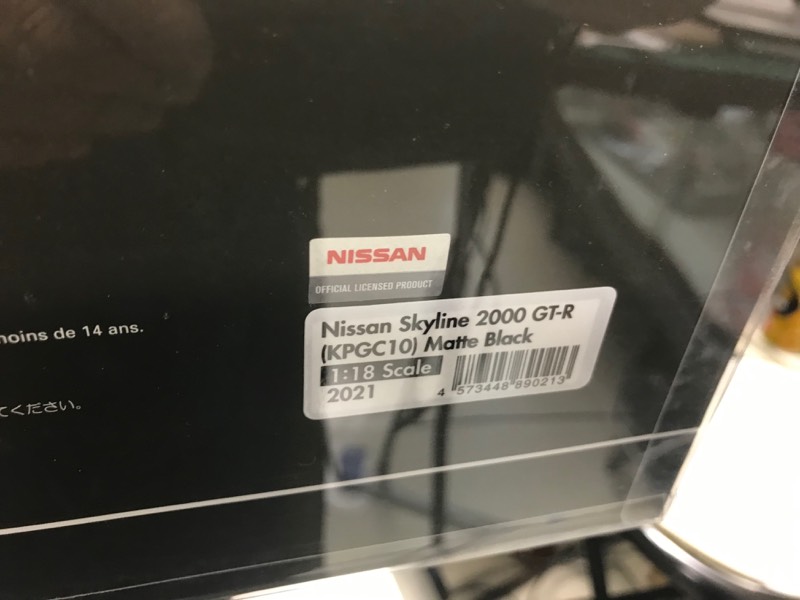 NISSAN
OFFICIAL LICENSED PRODUCT
moins de 14 ans.
Nissan Skyline 2000 GT-R
(KPGC10) Matte Black
1:18 Scale
2021
4 573448 890213
てください。